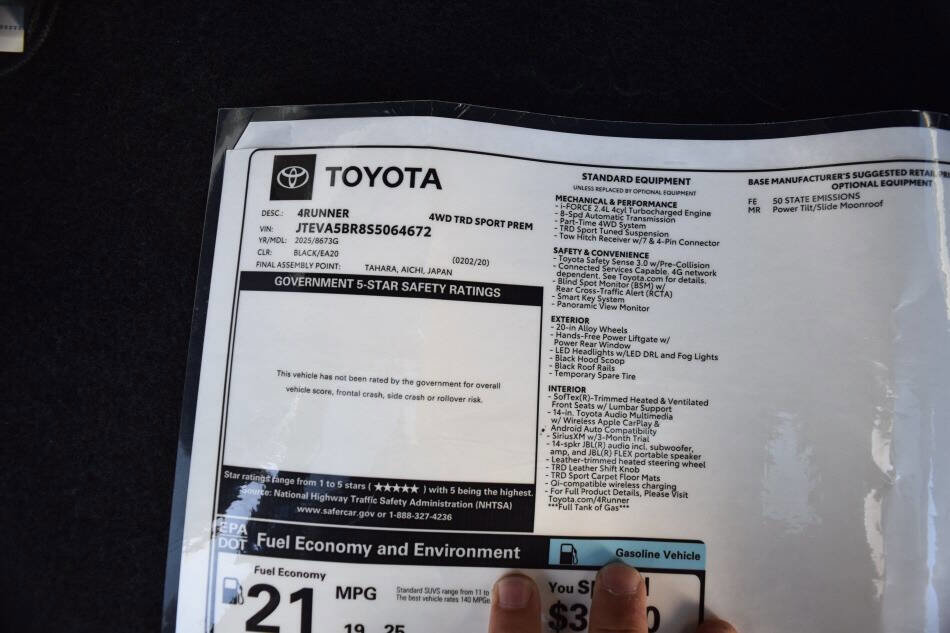 TOYOTA
DESC.: 4RUNNER 4WD TRD SPORT PREM
VIN: JTEVA5BR8S5064672
YR/MDL: 2025/8673G
CLR: BLACK/EA20 (0202/20)
FINAL ASSEMBLY POINT: TAHARA, AICHI, JAPAN
GOVERNMENT 5-STAR SAFETY RATINGS
This vehicle has not been rated by the government for overall
vehicle score, frontal crash, side crash or rollover risk.
Star ratings range from 1 to 5 stars (★★★★★) with 5 being the highest.
Source: National Highway Traffic Safety Administration (NHTSA)
www.safercar.gov or 1-888-327-4236
STANDARD EQUIPMENT
UNLESS REPLACED BY OPTIONAL EQUIPMENT
MECHANICAL & PERFORMANCE
- i-FORCE 2.4L 4cyl Turbocharged Engine
- 8-Spd Automatic Transmission
- Part-Time 4WD System
- TRD Sport Tuned Suspension
- Tow Hitch Receiver w/7 & 4-Pin Connector
SAFETY & CONVENIENCE
- Toyota Safety Sense 3.0 w/Pre-Collision
- Connected Services Capable. 4G network
dependent. See Toyota.com for details.
- Blind Spot Monitor (BSM) w/
Rear Cross-Traffic Alert (RCTA)
- Smart Key System
- Panoramic View Monitor
EXTERIOR
- 20-in Alloy Wheels
- Hands-Free Power Liftgate w/
Power Rear Window
- LED Headlights w/LED DRL and Fog Lights
- Black Hood Scoop
- Black Roof Rails
- Temporary Spare Tire
INTERIOR
- SofTex(R)-Trimmed Heated & Ventilated
Front Seats w/ Lumbar Support
- 14-in. Toyota Audio Multimedia
w/ Wireless Apple CarPlay &
Android Auto Compatibility
- SiriusXM w/3-Month Trial
- 14-spkr JBL(R) audio incl. subwoofer,
amp, and JBL(R) FLEX portable speaker
- Leather-trimmed heated steering wheel
- TRD Leather Shift Knob
- TRD Sport Carpet Floor Mats
- Qi-compatible wireless charging
- For Full Product Details, Please Visit
Toyota.com/4Runner
***Full Tank of Gas***
BASE MANUFACTURER'S SUGGESTED RETAIL PR
OPTIONAL EQUIPMENT
FE 50 STATE EMISSIONS
MR Power Tilt/Slide Moonroof
EPA
DOT
Fuel Economy and Environment
Gasoline Vehicle
Fuel Economy
21 MPG
Standard SUVS range from 11 to
The best vehicle rates 140 MPGe
19 25
You
$3 0